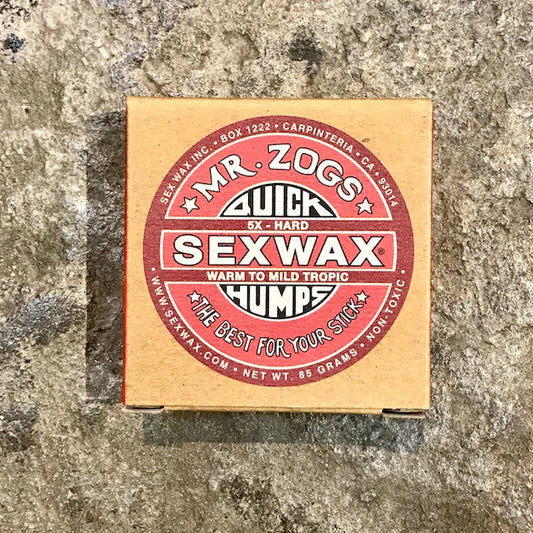 SEX WAX INC. • BOX 1222 • CARPINTERIA • CA • 93014
★ MR. ZOGS ★
QUICK
5X - HARD
SEXWAX®
WARM TO MILD TROPIC
HUMPS
★ THE BEST FOR YOUR STICK ★
• WWW.SEXWAX.COM • NET WT. 85 GRAMS • NON-TOXIC •